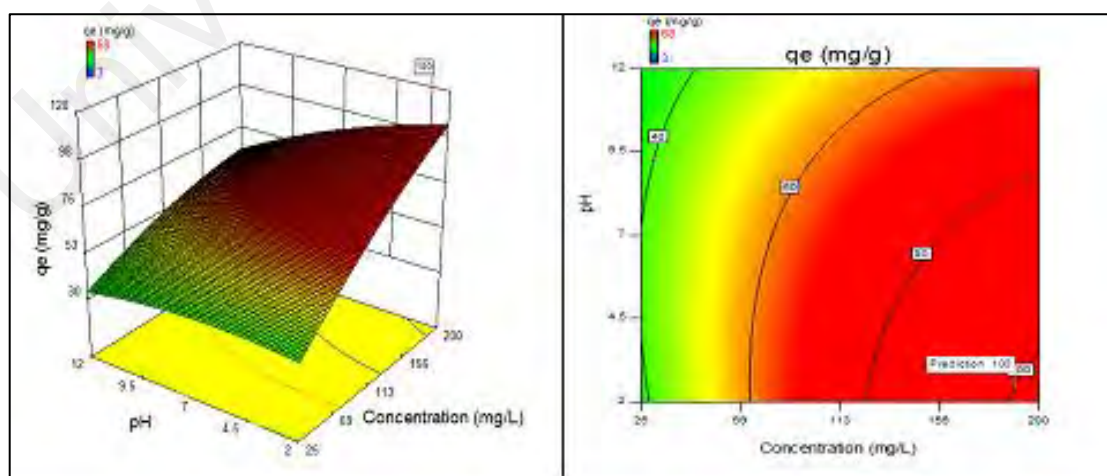 Univ
qe (mg/g)
120
98
75
53
30
qe (mg/g)
12
9.5
7
4.5
2
pH
25
69
113
156
200
Concentration (mg/L)
qe (mg/g)
qe (mg/g)
12
9.5
7
4.5
2
pH
40
60
80
Prediction 100
25
69
113
156
200
Concentration (mg/L)